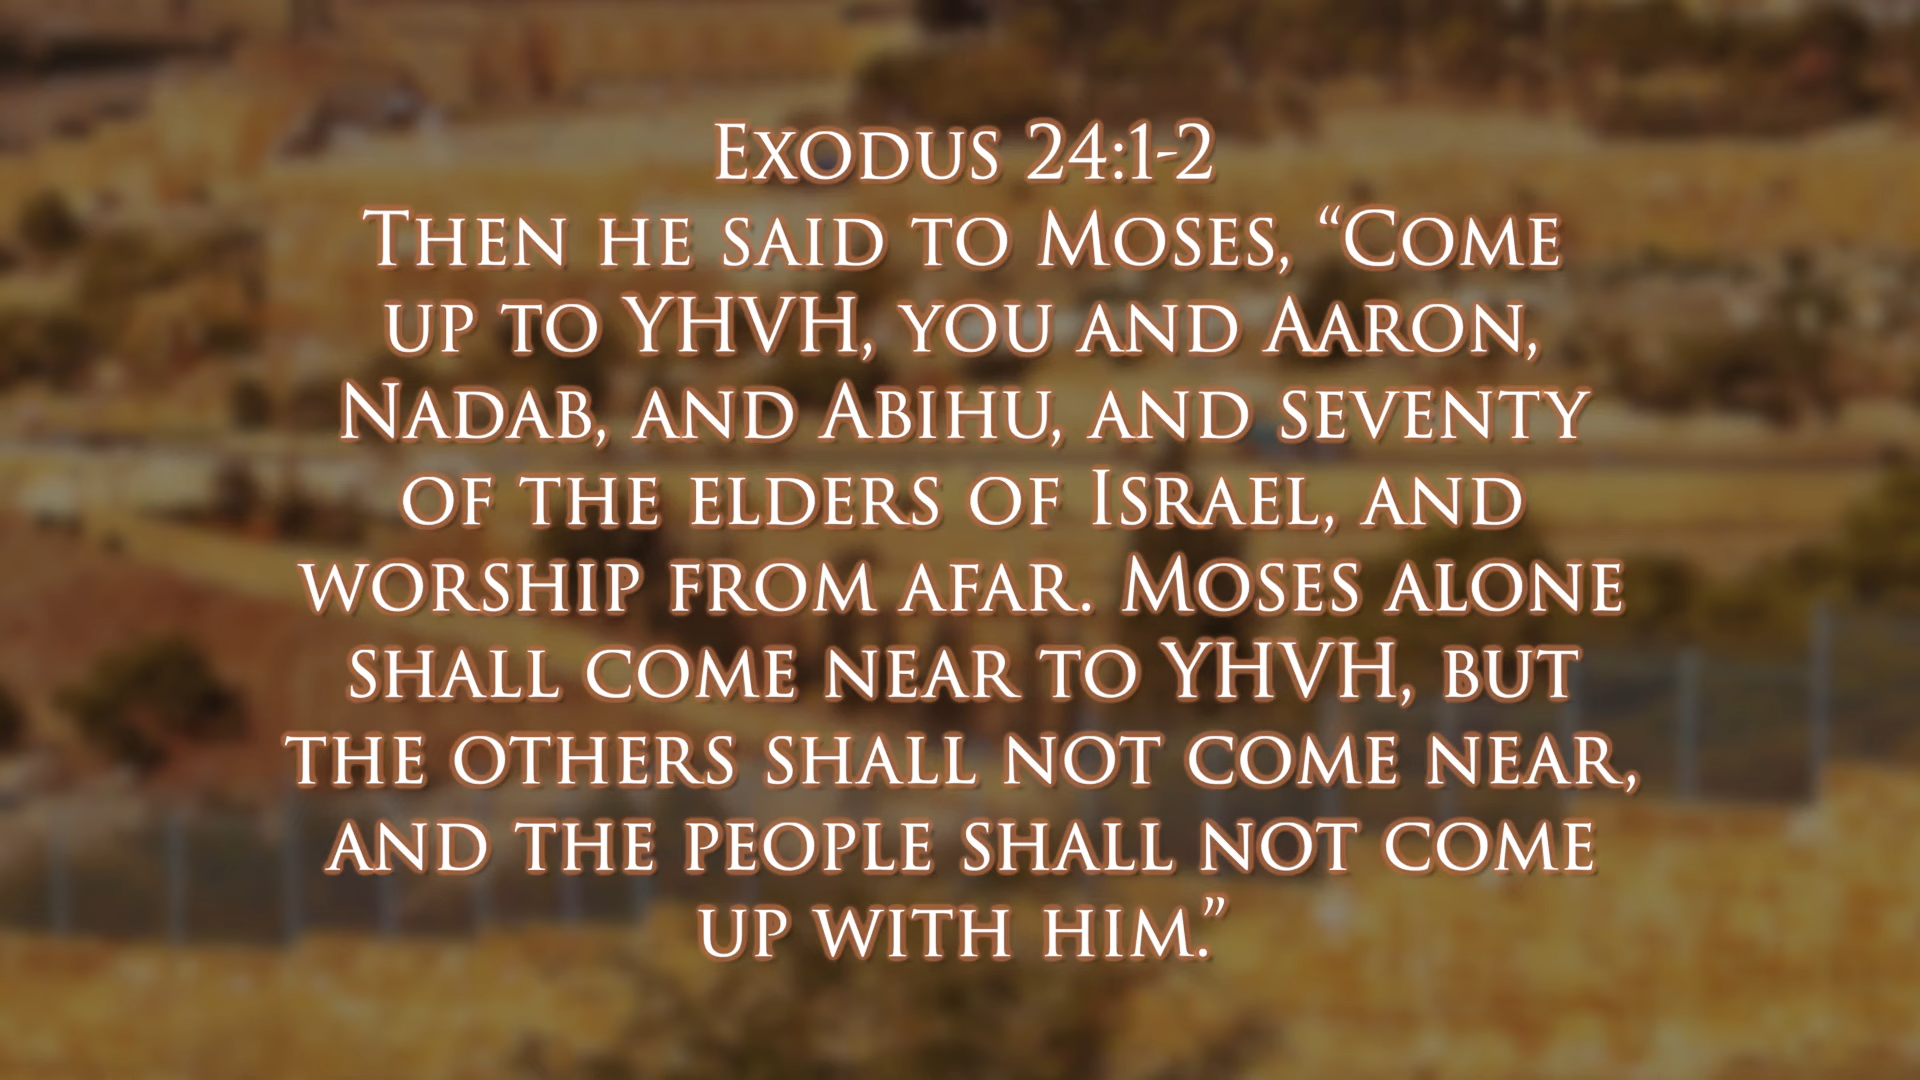 Exodus 24:1-2
Then he said to Moses, “Come
up to YHVH, you and Aaron,
Nadab, and Abihu, and seventy
of the elders of Israel, and
worship from afar. Moses alone
shall come near to YHVH, but
the others shall not come near,
and the people shall not come
up with him.”